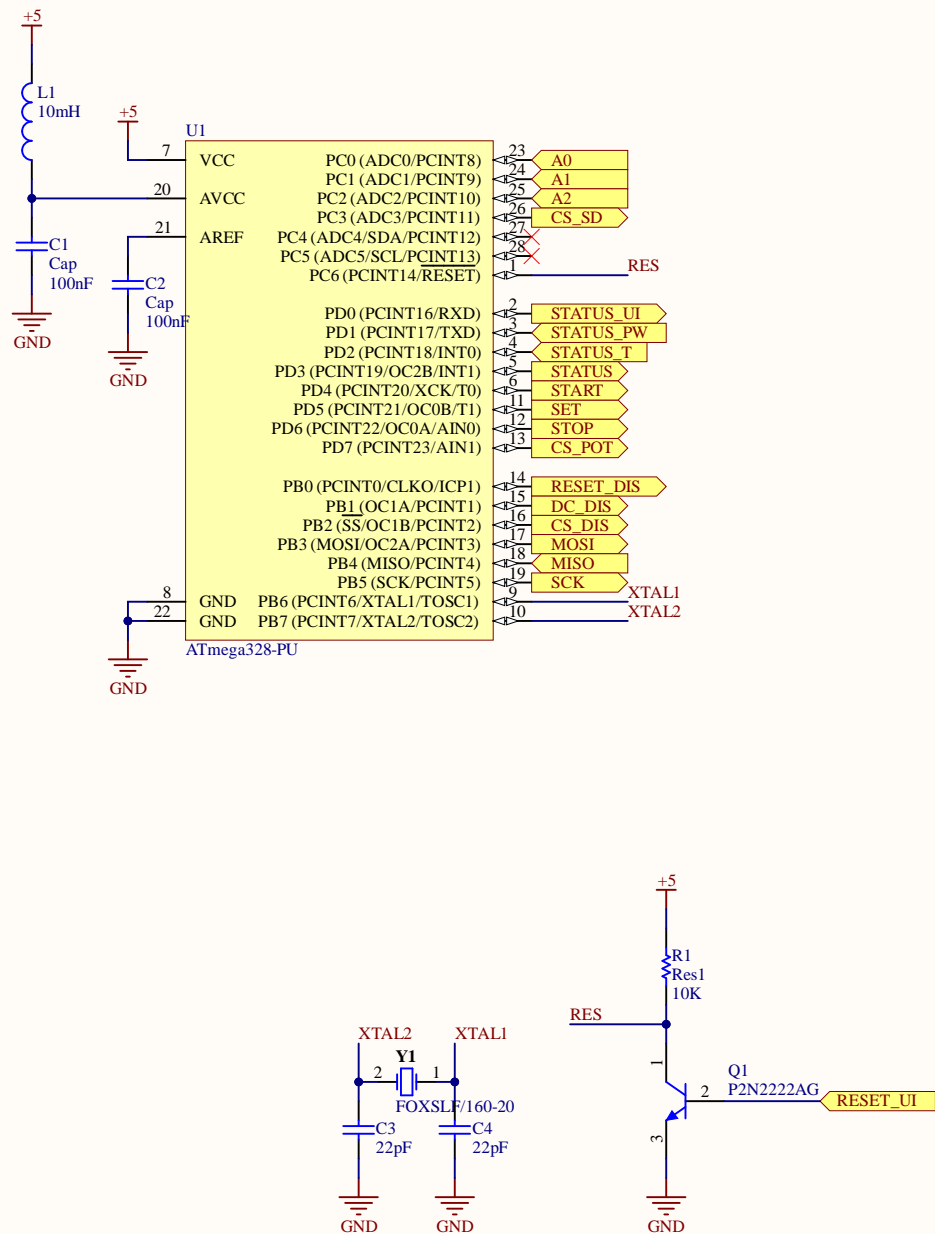 +5
L1
10mH
+5
U1
7
VCC
20
AVCC
21
AREF
C1
Cap
100nF
C2
Cap
100nF
GND
GND
PC0 (ADC0/PCINT8)
23
A0
PC1 (ADC1/PCINT9)
24
A1
PC2 (ADC2/PCINT10)
25
A2
PC3 (ADC3/PCINT11)
26
CS_SD
PC4 (ADC4/SDA/PCINT12)
27
PC5 (ADC5/SCL/PCINT13)
28
PC6 (PCINT14/RESET)
1
RES
PD0 (PCINT16/RXD)
2
STATUS_UI
PD1 (PCINT17/TXD)
3
STATUS_PW
PD2 (PCINT18/INT0)
4
STATUS_T
PD3 (PCINT19/OC2B/INT1)
5
STATUS
PD4 (PCINT20/XCK/T0)
6
START
PD5 (PCINT21/OC0B/T1)
11
SET
PD6 (PCINT22/OC0A/AIN0)
12
STOP
PD7 (PCINT23/AIN1)
13
CS_POT
PB0 (PCINT0/CLKO/ICP1)
14
RESET_DIS
PB1 (OC1A/PCINT1)
15
DC_DIS
PB2 (SS/OC1B/PCINT2)
16
CS_DIS
PB3 (MOSI/OC2A/PCINT3)
17
MOSI
PB4 (MISO/PCINT4)
18
MISO
PB5 (SCK/PCINT5)
19
SCK
8
GND
PB6 (PCINT6/XTAL1/TOSC1)
9
XTAL1
22
GND
PB7 (PCINT7/XTAL2/TOSC2)
10
XTAL2
ATmega328-PU
GND
+5
R1
Res1
10K
RES
1
Q1
P2N2222AG
2
RESET_UI
3
GND
XTAL2
XTAL1
Y1
2
1
FOXSLF/160-20
C3
22pF
C4
22pF
GND
GND